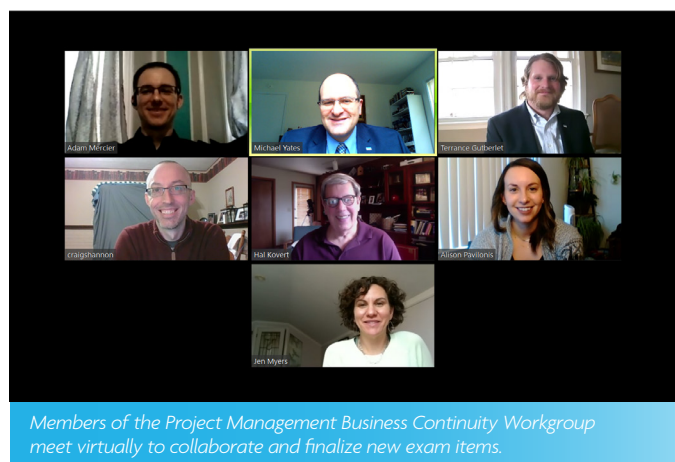 Adam Mercier
Michael Yates
Terrance Gutberlet
craigshannon
Hal Kovert
Alison Pavilonis
Jen Myers
Members of the Project Management Business Continuity Workgroup
meet virtually to collaborate and finalize new exam items.